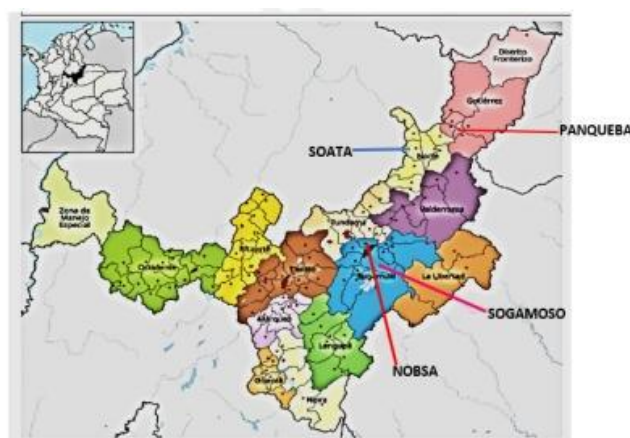 Distrito
Fronterizo
Gutiérrez
PANQUEBA
SOATA
Norte
Valderrama
Zona de
Manejo
Especial
Tundama
Occidente
Ricaurte
Centro
Sugamuxi
La Libertad
SOGAMOSO
Márquez
Lengupá
NOBSA
Oriente
Neira